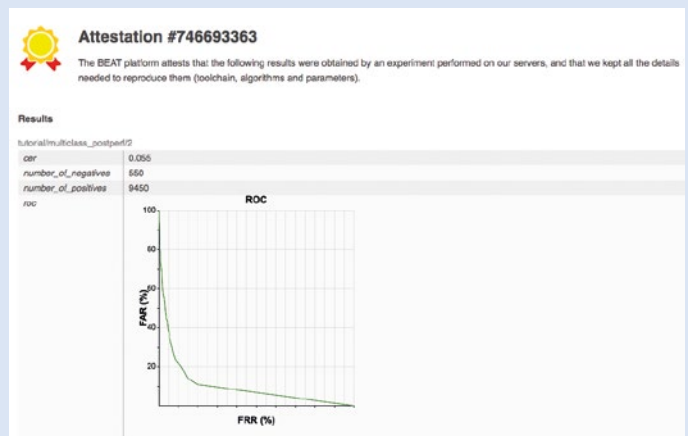 Attestation #746693363
The BEAT platform attests that the following results were obtained by an experiment performed on our servers, and that we kept all the details
needed to reproduce them (toolchain, algorithms and parameters).
Results
tutorial/multiclass_postperf/2
cer 0.055
number_of_negatives 550
number_of_positives 9450
roc
ROC
100
80
60
40
20
FAR (%)
FRR (%)